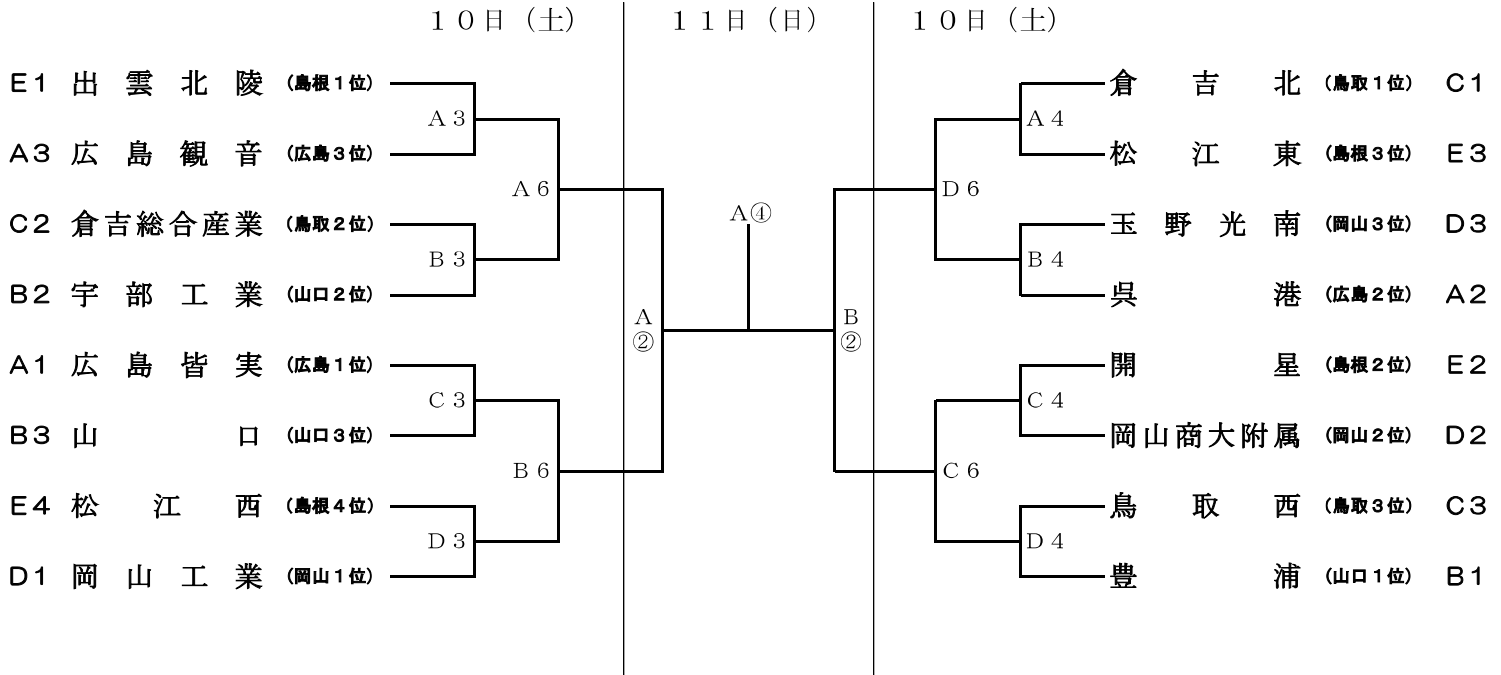 １０日（土） １１日（日） １０日（土）
E1 出雲北陵 (島根１位) 倉吉北 (鳥取１位) C1
A３ A４
A3 広島観音 (広島３位) 松江東 (島根３位) E3
A６ D６
A④
C2 倉吉総合産業 (鳥取２位) 玉野光南 (岡山３位) D3
B３ B４
B2 宇部工業 (山口２位) 呉港 (広島２位) A2
A② B②
A1 広島皆実 (広島１位) 開星 (島根２位) E2
C３ C４
B3 山口 (山口３位) 岡山商大附属 (岡山２位) D2
B６ C６
E4 松江西 (島根４位) 鳥取西 (鳥取３位) C3
D３ D４
D1 岡山工業 (岡山１位) 豊浦 (山口１位) B1